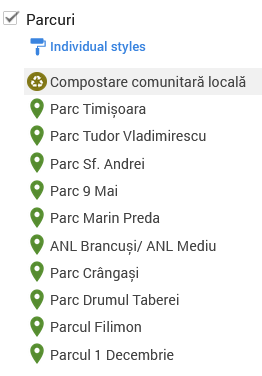 Parcuri
Individual styles
Compostare comunitară locală
Parc Timișoara
Parc Tudor Vladimirescu
Parc Sf. Andrei
Parc 9 Mai
Parc Marin Preda
ANL Brancuși/ ANL Mediu
Parc Crângași
Parc Drumul Taberei
Parcul Filimon
Parcul 1 Decembrie